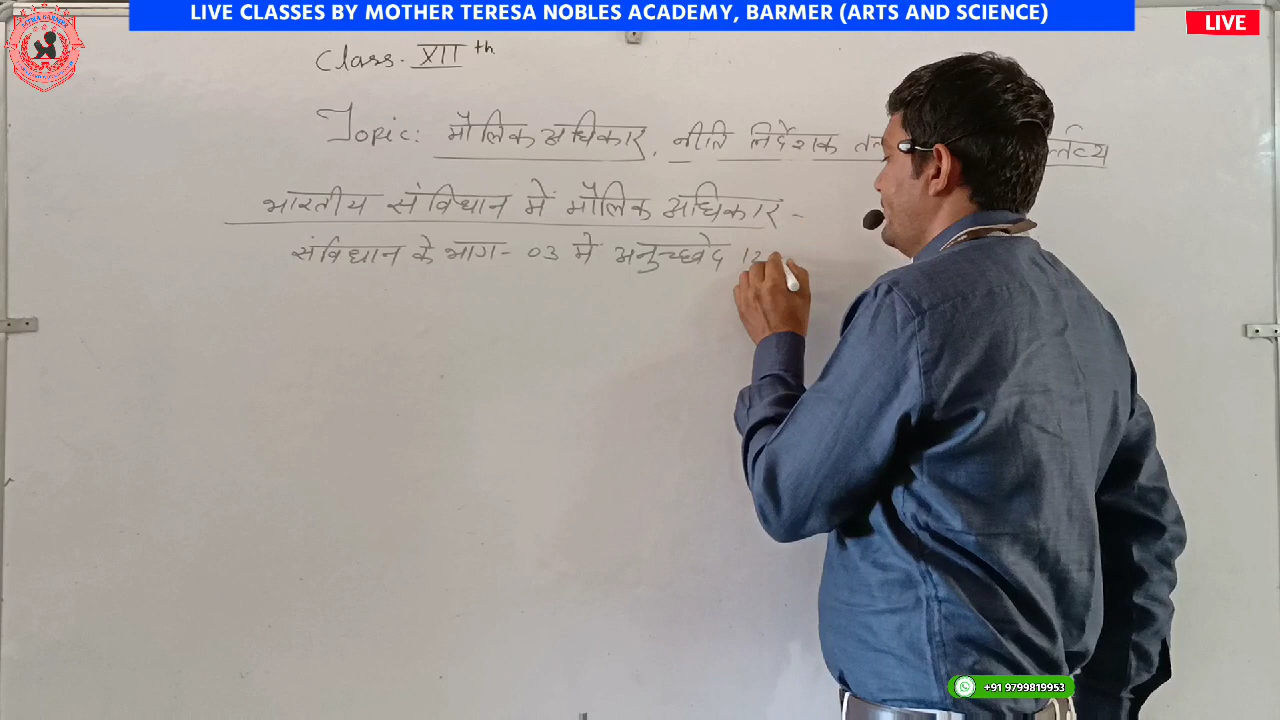 LIVE CLASSES BY MOTHER TERESA NOBLES ACADEMY, BARMER (ARTS AND SCIENCE)
LIVE
Class. XII th
Topic: मौलिक अधिकार, नीति निर्देशक
भारतीय संविधान में मौलिक अधिकार -
संविधान के भाग - 03 में अनुच्छेद 12
+91 9799819953